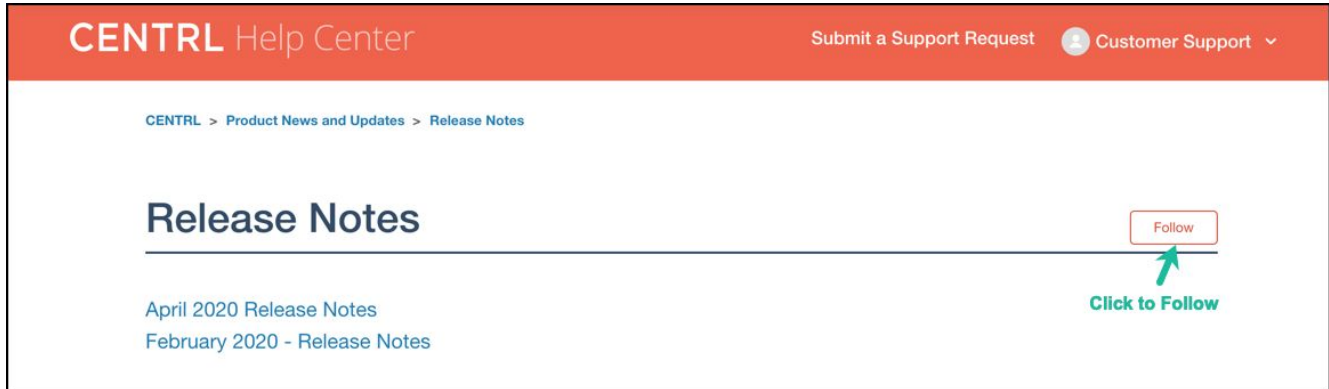 CENTRL Help Center
Submit a Support Request
Customer Support
CENTRL > Product News and Updates > Release Notes
Release Notes
Follow
Click to Follow
April 2020 Release Notes
February 2020 - Release Notes